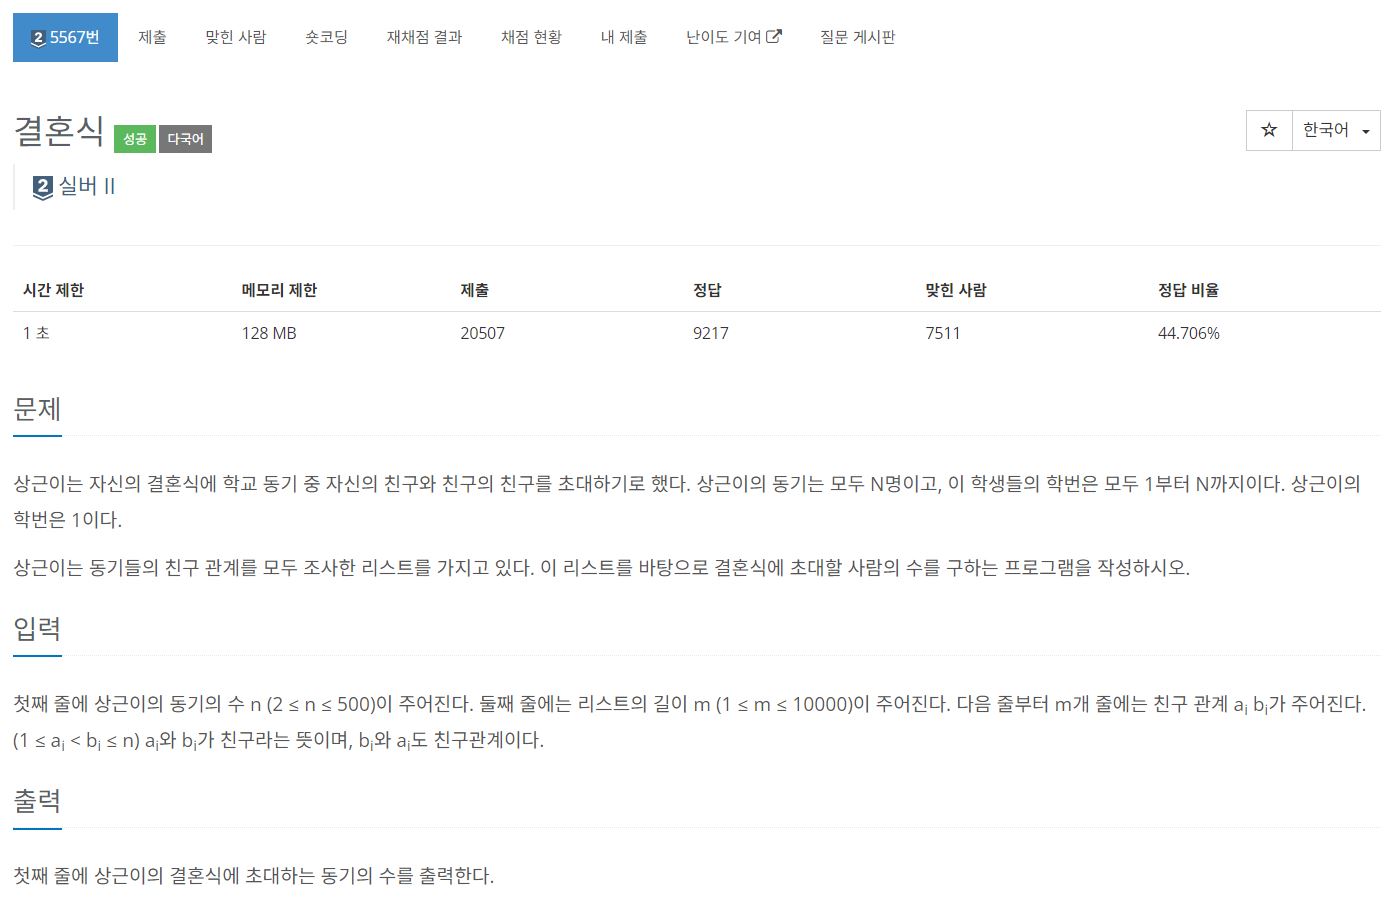 2 5567번 제출 맞힌 사람 숏코딩 재채점 결과 채점 현황 내 제출 난이도 기여 질문 게시판
결혼식 성공 다국어 한국어
2 실버 II
시간 제한 메모리 제한 제출 정답 맞힌 사람 정답 비율
1 초 128 MB 20507 9217 7511 44.706%
문제
상근이는 자신의 결혼식에 학교 동기 중 자신의 친구와 친구의 친구를 초대하기로 했다. 상근이의 동기는 모두 N명이고, 이 학생들의 학번은 모두 1부터 N까지이다. 상근이의
학번은 1이다.
상근이는 동기들의 친구 관계를 모두 조사한 리스트를 가지고 있다. 이 리스트를 바탕으로 결혼식에 초대할 사람의 수를 구하는 프로그램을 작성하시오.
입력
첫째 줄에 상근이의 동기의 수 n (2 ≤ n ≤ 500)이 주어진다. 둘째 줄에는 리스트의 길이 m (1 ≤ m ≤ 10000)이 주어진다. 다음 줄부터 m개 줄에는 친구 관계 ai bi가 주어진다.
(1 ≤ ai < bi ≤ n) ai와 bi가 친구라는 뜻이며, bi와 ai도 친구관계이다.
출력
첫째 줄에 상근이의 결혼식에 초대하는 동기의 수를 출력한다.